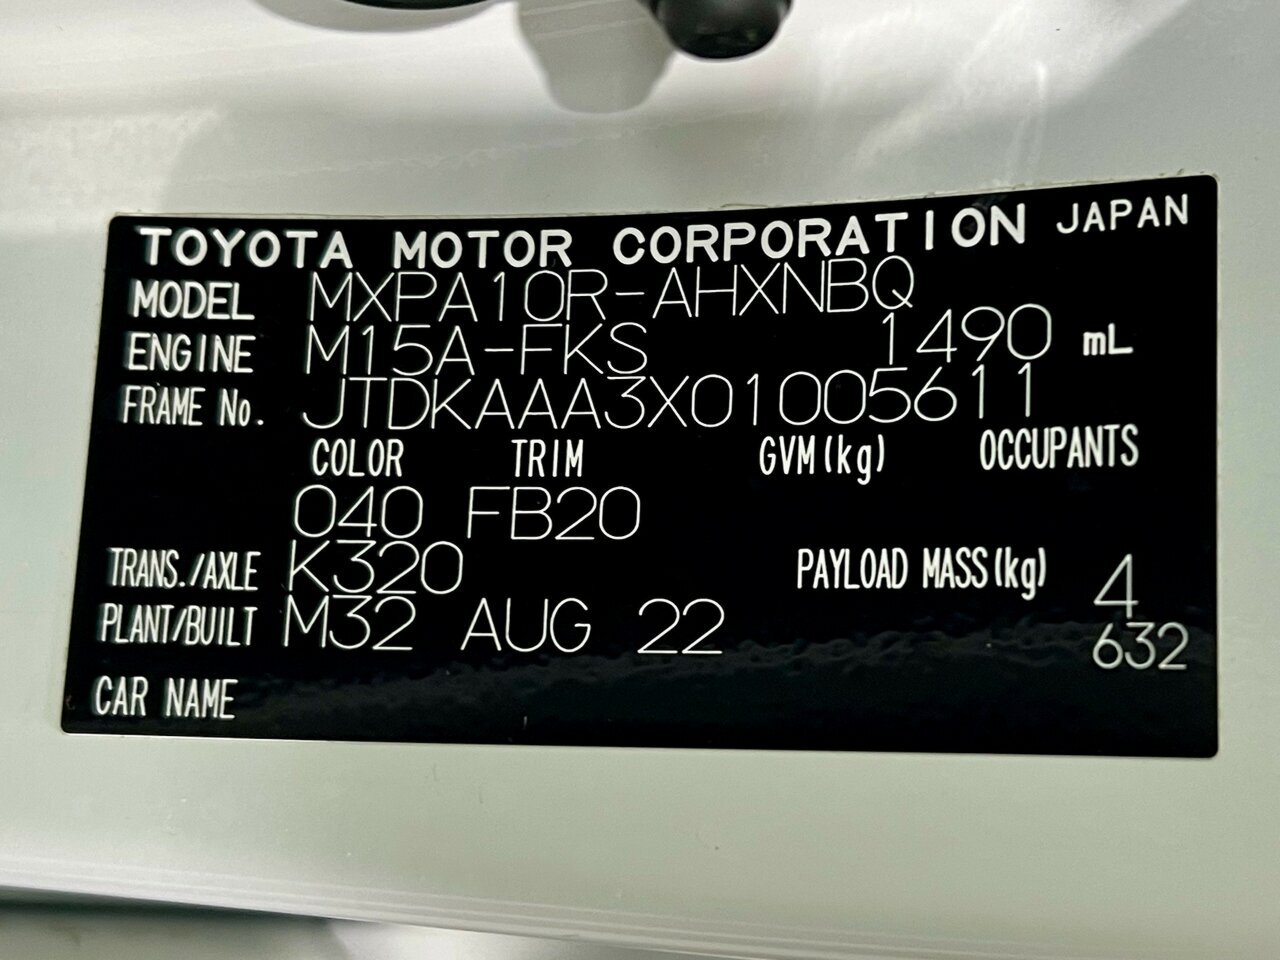 TOYOTA MOTOR CORPORATION JAPAN
MODEL MXPA10R-AHXNBQ
ENGINE M15A-FKS 1490 mL
FRAME No. JTDKAAA3X01005611
COLOR TRIM GVM(kg) OCCUPANTS
040 FB20
TRANS./AXLE K320 PAYLOAD MASS(kg) 4
PLANT/BUILT M32 AUG 22 632
CAR NAME